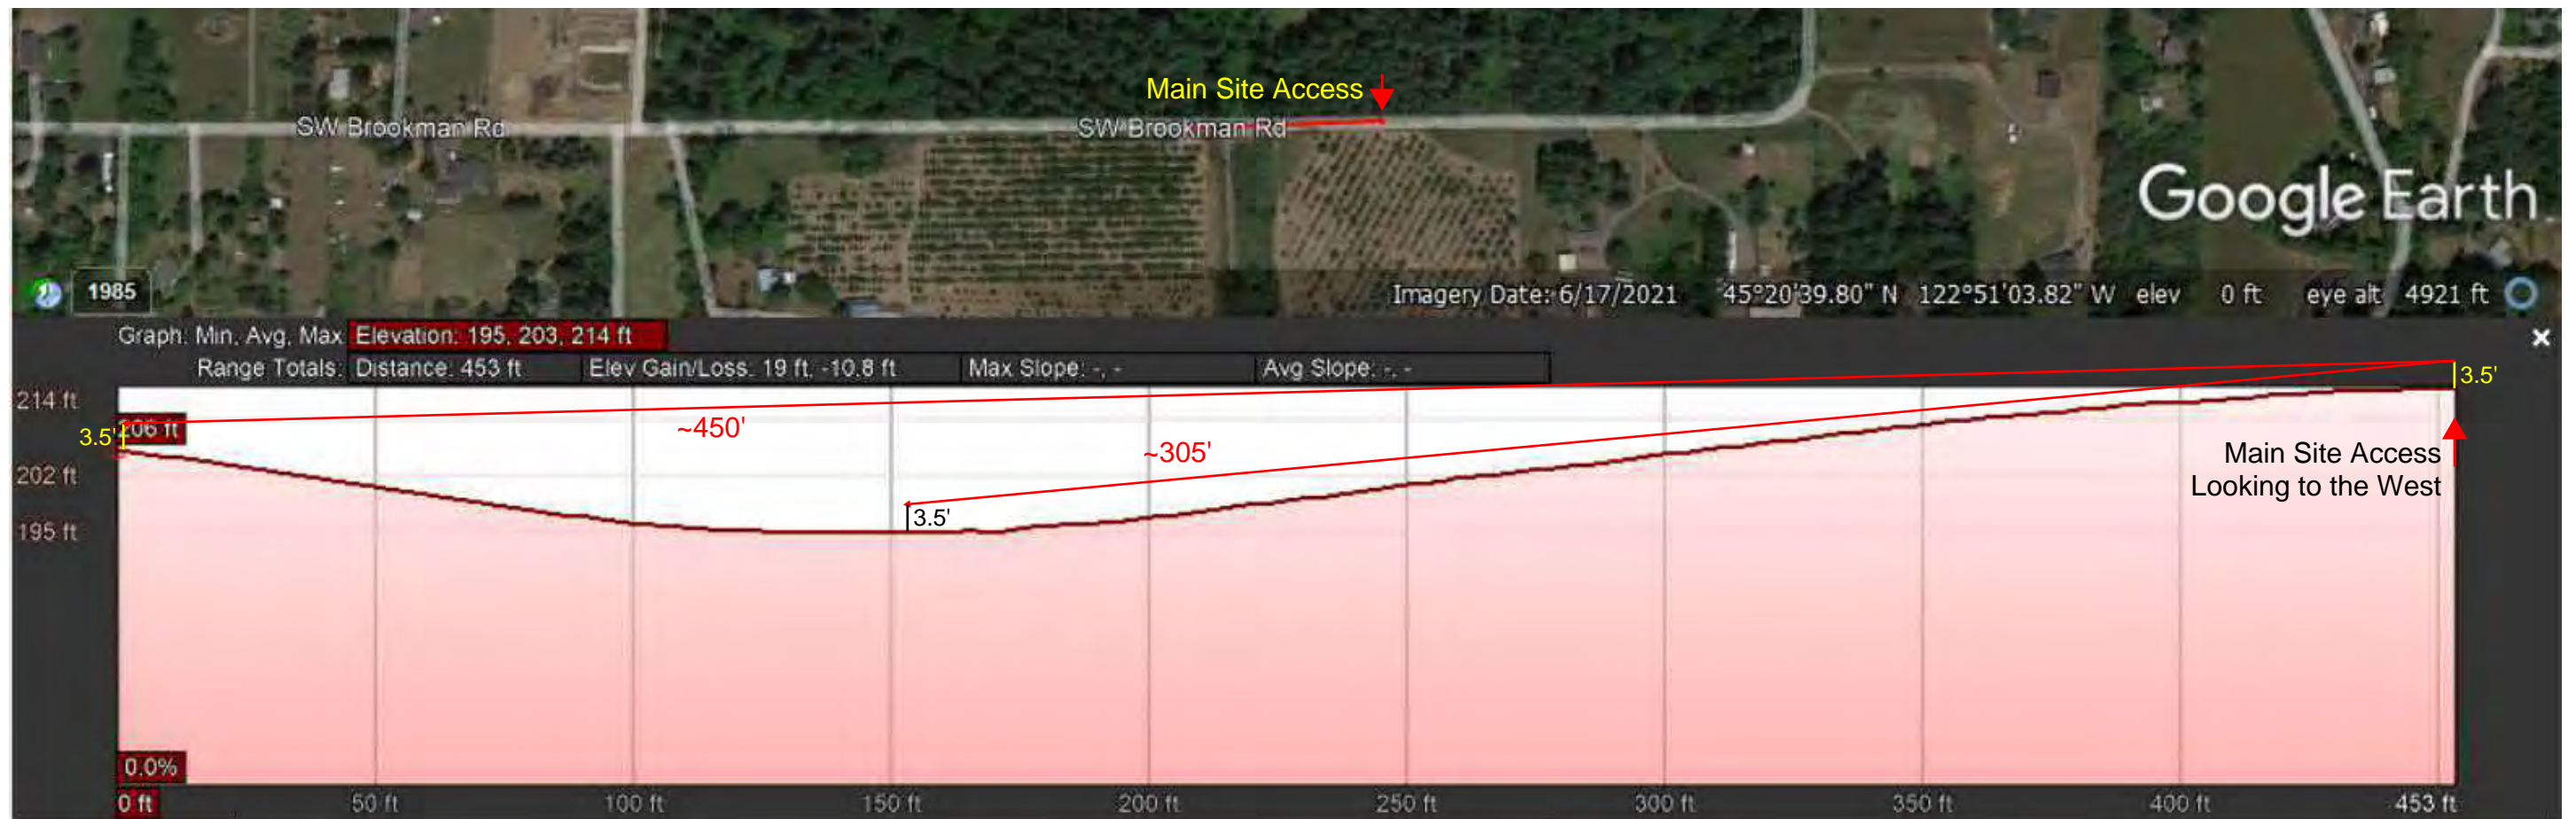 Main Site Access
SW Brookman Rd
SW Brookman Rd
Google Earth
1985
Imagery Date: 6/17/2021 45°20'39.80" N 122°51'03.82" W elev 0 ft eye alt 4921 ft
Graph: Min, Avg, Max Elevation: 195, 203, 214 ft
Range Totals: Distance: 453 ft Elev Gain/Loss: 19 ft, -10.8 ft Max Slope: -, - Avg Slope: -, -
3.5'
214 ft
206 ft
3.5'
~450'
~305'
202 ft
Main Site Access
Looking to the West
3.5'
195 ft
0.0%
0 ft 50 ft 100 ft 150 ft 200 ft 250 ft 300 ft 350 ft 400 ft 453 ft